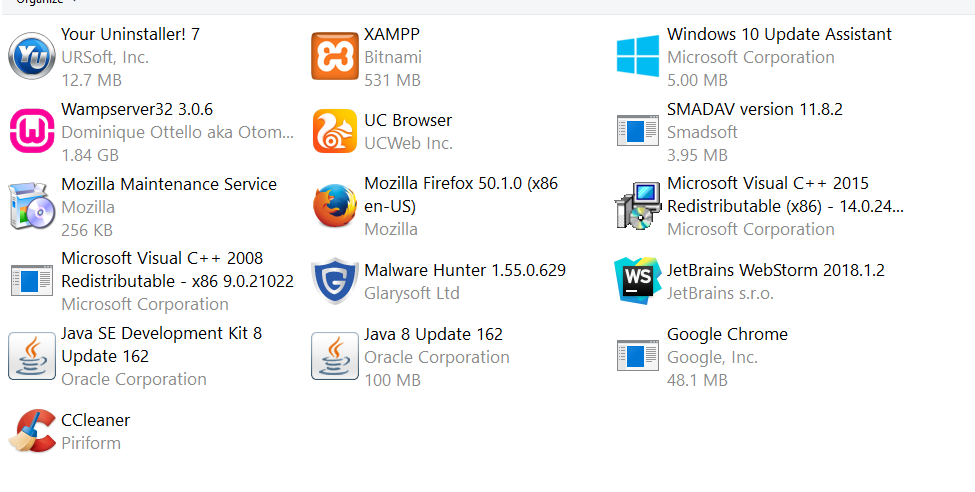 Organize
Your Uninstaller! 7
URSoft, Inc.
12.7 MB
XAMPP
Bitnami
531 MB
Windows 10 Update Assistant
Microsoft Corporation
5.00 MB
Wampserver32 3.0.6
Dominique Ottello aka Otom...
1.84 GB
UC Browser
UCWeb Inc.
SMADAV version 11.8.2
Smadsoft
3.95 MB
Mozilla Maintenance Service
Mozilla
256 KB
Mozilla Firefox 50.1.0 (x86
en-US)
Mozilla
Microsoft Visual C++ 2015
Redistributable (x86) - 14.0.24...
Microsoft Corporation
Microsoft Visual C++ 2008
Redistributable - x86 9.0.21022
Microsoft Corporation
Malware Hunter 1.55.0.629
Glarysoft Ltd
WS
JetBrains WebStorm 2018.1.2
JetBrains s.r.o.
Java SE Development Kit 8
Update 162
Oracle Corporation
Java 8 Update 162
Oracle Corporation
100 MB
Google Chrome
Google, Inc.
48.1 MB
CCleaner
Piriform